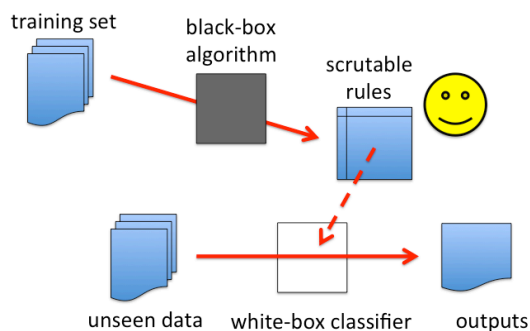 training set
black-box
algorithm
scrutable
rules
unseen data
white-box classifier
outputs